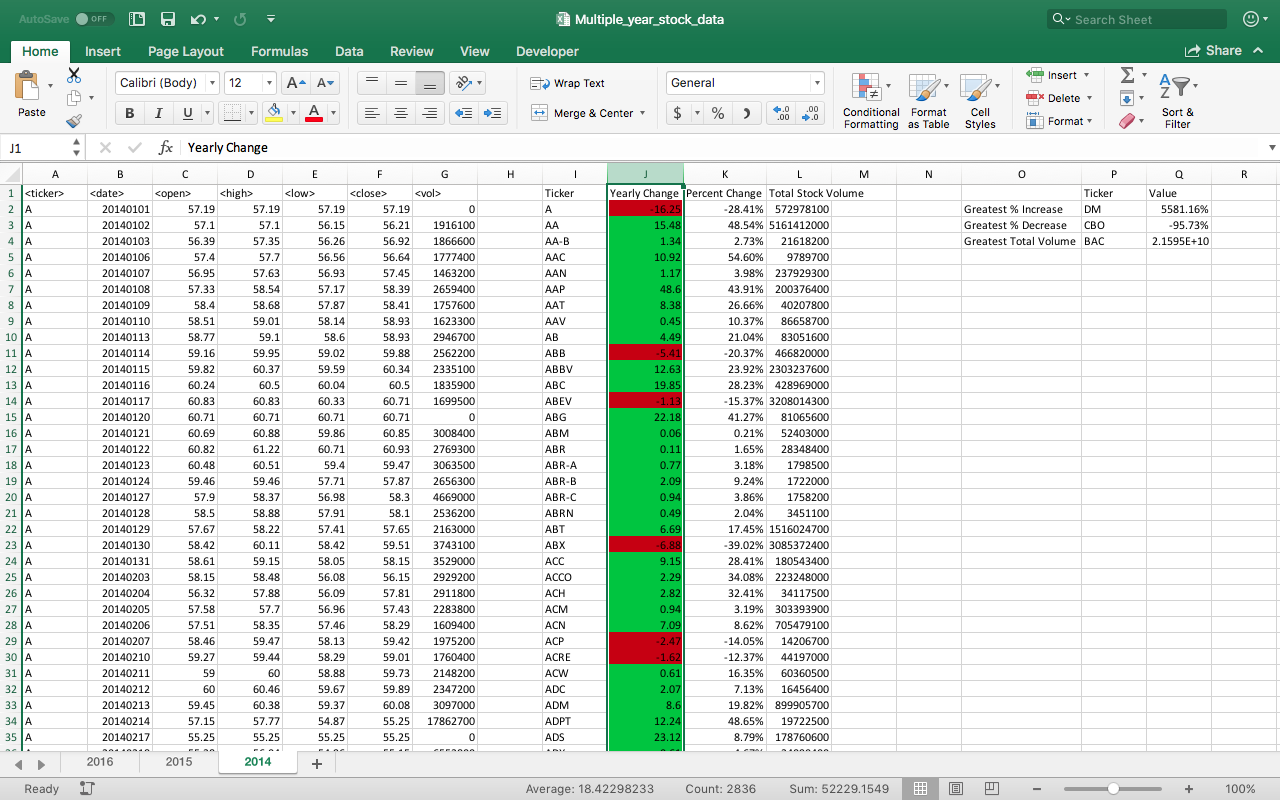 AutoSave OFF Multiple_year_stock_data Search Sheet
Home Insert Page Layout Formulas Data Review View Developer Share
Paste Calibri (Body) 12 A A Wrap Text General Conditional Formatting Format as Table Cell Styles Insert Σ Sort & Filter
B I U A Merge & Center $ % Delete
Format
J1 fx Yearly Change
A B C D E F G H I J K L M N O P Q R
1 <ticker> <date> <open> <high> <low> <close> <vol> Ticker Yearly Change Percent Change Total Stock Volume Ticker Value
2 A 20140101 57.19 57.19 57.19 57.19 0 A -16.25 -28.41% 572978100 Greatest % Increase DM 5581.16%
3 A 20140102 57.1 57.1 56.15 56.21 1916100 AA 15.48 48.54% 5161412000 Greatest % Decrease CBO -95.73%
4 A 20140103 56.39 57.35 56.26 56.92 1866600 AA-B 1.34 2.73% 21618200 Greatest Total Volume BAC 2.1595E+10
5 A 20140106 57.4 57.7 56.56 56.64 1777400 AAC 10.92 54.60% 9789700
6 A 20140107 56.95 57.63 56.93 57.45 1463200 AAN 1.17 3.98% 237929300
7 A 20140108 57.33 58.54 57.17 58.39 2659400 AAP 48.6 43.91% 200376400
8 A 20140109 58.4 58.68 57.87 58.41 1757600 AAT 8.38 26.66% 40207800
9 A 20140110 58.51 59.01 58.14 58.93 1623300 AAV 0.45 10.37% 86658700
10 A 20140113 58.77 59.1 58.6 58.93 2946700 AB 4.49 21.04% 83051600
11 A 20140114 59.16 59.95 59.02 59.88 2562200 ABB -5.41 -20.37% 466820000
12 A 20140115 59.82 60.37 59.59 60.34 2335100 ABBV 12.63 23.92% 2303237600
13 A 20140116 60.24 60.5 60.04 60.5 1835900 ABC 19.85 28.23% 428969000
14 A 20140117 60.83 60.83 60.33 60.71 1699500 ABEV -1.13 -15.37% 3208014300
15 A 20140120 60.71 60.71 60.71 60.71 0 ABG 22.18 41.27% 81065600
16 A 20140121 60.69 60.88 59.86 60.85 3008400 ABM 0.06 0.21% 52403000
17 A 20140122 60.82 61.22 60.71 60.93 2769300 ABR 0.11 1.65% 28348400
18 A 20140123 60.48 60.51 59.4 59.47 3063500 ABR-A 0.77 3.18% 1798500
19 A 20140124 59.46 59.46 57.71 57.87 2656300 ABR-B 2.09 9.24% 1722000
20 A 20140127 57.9 58.37 56.98 58.3 4669000 ABR-C 0.94 3.86% 1758200
21 A 20140128 58.5 58.88 57.91 58.1 2536200 ABRN 0.49 2.04% 3451100
22 A 20140129 57.67 58.22 57.41 57.65 2163000 ABT 6.69 17.45% 1516024700
23 A 20140130 58.42 60.11 58.42 59.51 3743100 ABX -6.88 -39.02% 3085372400
24 A 20140131 58.61 59.15 58.05 58.15 3529000 ACC 9.15 28.41% 180543400
25 A 20140203 58.15 58.48 56.08 56.15 2929200 ACCO 2.29 34.08% 223248000
26 A 20140204 56.32 57.88 56.09 57.81 2911800 ACH 2.82 32.41% 34117500
27 A 20140205 57.58 57.7 56.96 57.43 2283800 ACM 0.94 3.19% 303393900
28 A 20140206 57.51 58.35 57.46 58.29 1609400 ACN 7.09 8.62% 705479100
29 A 20140207 58.46 59.47 58.13 59.42 1975200 ACP -2.47 -14.05% 14206700
30 A 20140210 59.27 59.44 58.29 59.01 1760400 ACRE -1.62 -12.37% 44197000
31 A 20140211 59 60 58.88 59.73 2148200 ACW 0.61 16.35% 60360500
32 A 20140212 60 60.46 59.67 59.89 2347200 ADC 2.07 7.13% 16456400
33 A 20140213 59.45 60.38 59.37 60.08 3097000 ADM 8.6 19.82% 899905700
34 A 20140214 57.15 57.77 54.87 55.25 17862700 ADPT 12.24 48.65% 19722500
35 A 20140217 55.25 55.25 55.25 55.25 0 ADS 23.12 8.79% 178760600
2016 2015 2014 +
Ready Average: 18.42298233 Count: 2836 Sum: 52229.1549 100%